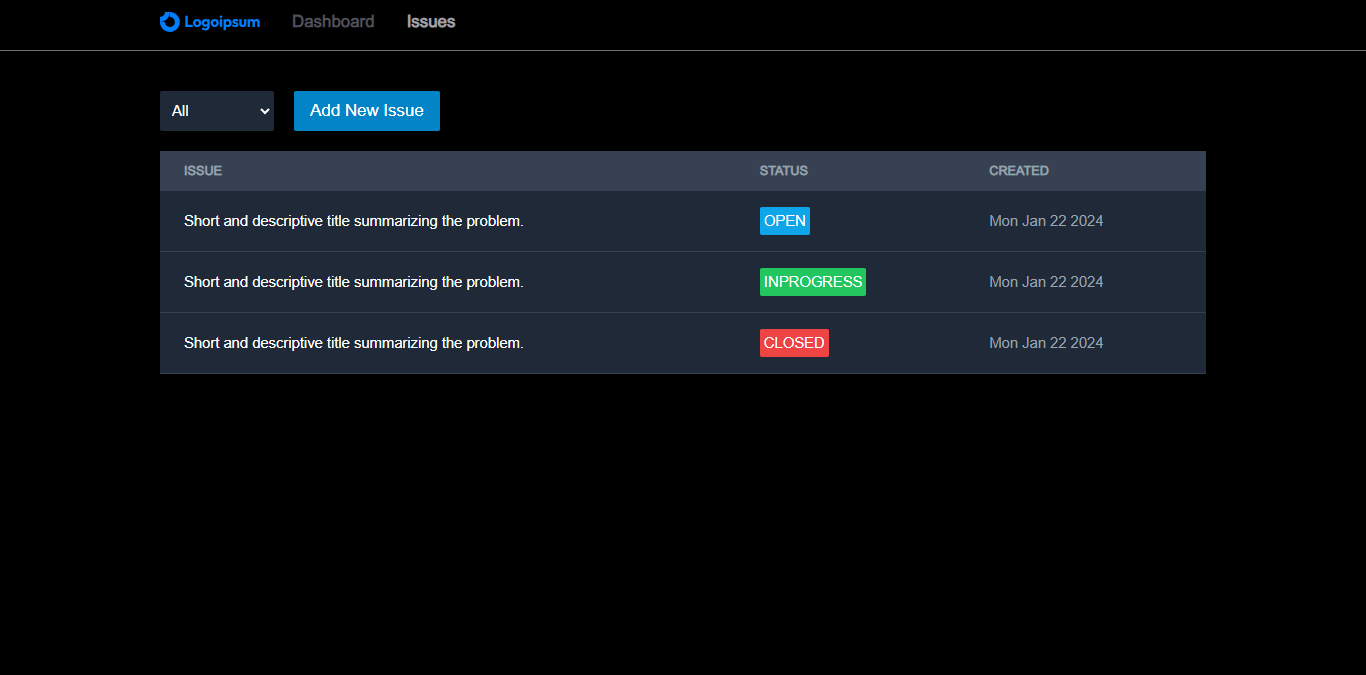 Logoipsum Dashboard Issues
All Add New Issue
ISSUE STATUS CREATED
Short and descriptive title summarizing the problem. OPEN Mon Jan 22 2024
Short and descriptive title summarizing the problem. INPROGRESS Mon Jan 22 2024
Short and descriptive title summarizing the problem. CLOSED Mon Jan 22 2024